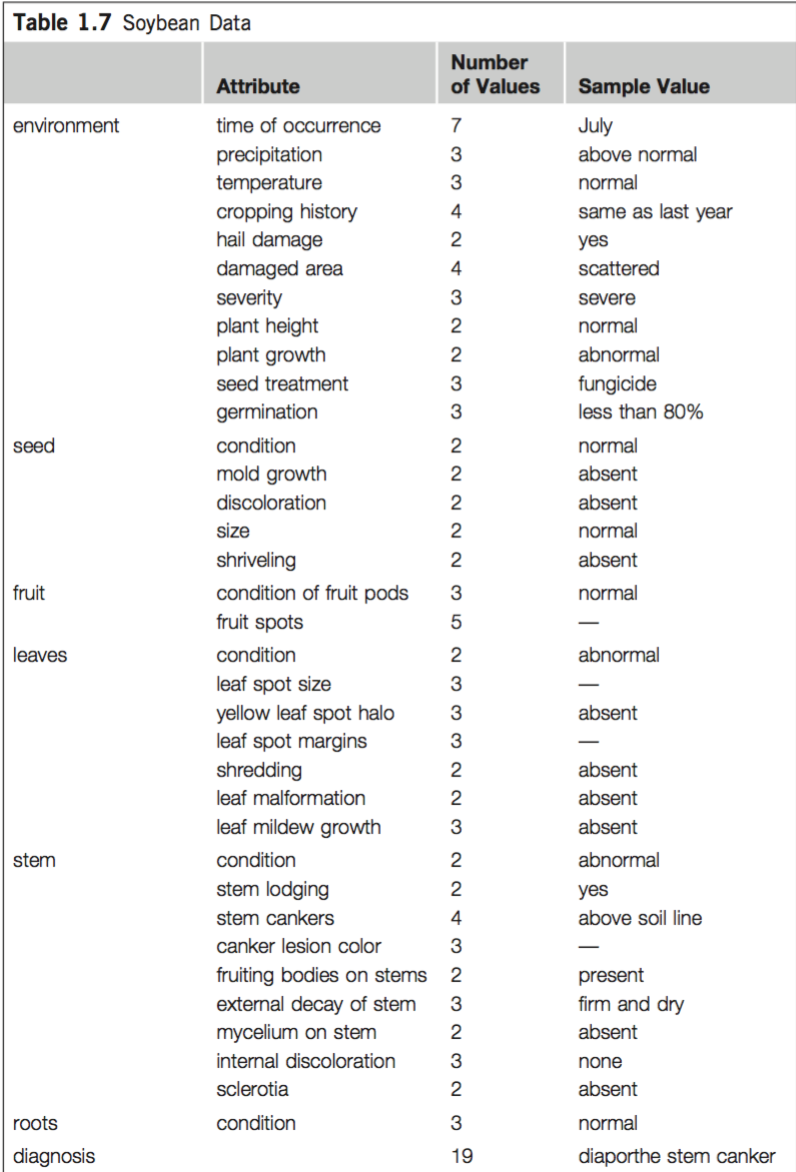 Table 1.7 Soybean Data
Attribute Number of Values Sample Value
environment time of occurrence 7 July
precipitation 3 above normal
temperature 3 normal
cropping history 4 same as last year
hail damage 2 yes
damaged area 4 scattered
severity 3 severe
plant height 2 normal
plant growth 2 abnormal
seed treatment 3 fungicide
germination 3 less than 80%
seed condition 2 normal
mold growth 2 absent
discoloration 2 absent
size 2 normal
shriveling 2 absent
fruit condition of fruit pods 3 normal
fruit spots 5 —
leaves condition 2 abnormal
leaf spot size 3 —
yellow leaf spot halo 3 absent
leaf spot margins 3 —
shredding 2 absent
leaf malformation 2 absent
leaf mildew growth 3 absent
stem condition 2 abnormal
stem lodging 2 yes
stem cankers 4 above soil line
canker lesion color 3 —
fruiting bodies on stems 2 present
external decay of stem 3 firm and dry
mycelium on stem 2 absent
internal discoloration 3 none
sclerotia 2 absent
roots condition 3 normal
diagnosis 19 diaporthe stem canker